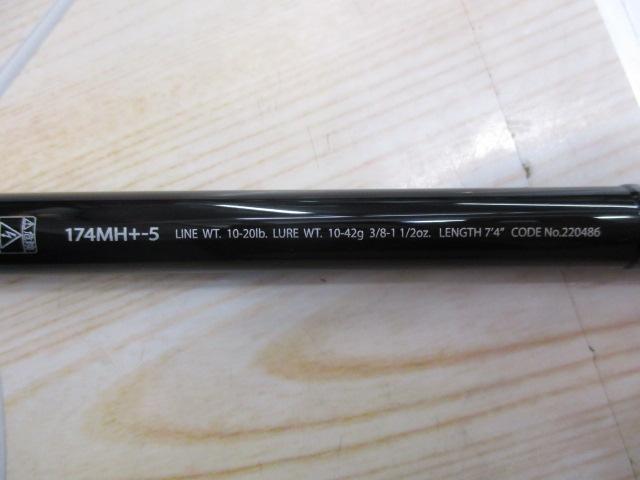 174MH+-5 LINE WT. 10-20lb. LURE WT. 10-42g 3/8-1 1/2oz. LENGTH 7'4" CODE No.220486